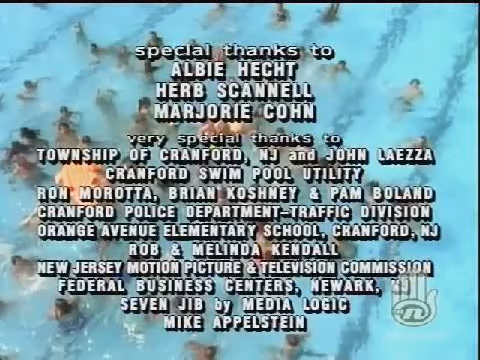 special thanks to
ALBIE HECHT
HERB SCANNELL
MARJORIE COHN
very special thanks to
TOWNSHIP OF CRANFORD, NJ and JOHN LAEZZA
CRANFORD SWIM POOL UTILITY
RON MOROTTA, BRIAN KOSHNEY & PAM BOLAND
CRANFORD POLICE DEPARTMENT-TRAFFIC DIVISION
ORANGE AVENUE ELEMENTARY SCHOOL, CRANFORD, NJ
ROB & MELINDA KENDALL
NEW JERSEY MOTION PICTURE & TELEVISION COMMISSION
FEDERAL BUSINESS CENTERS, NEWARK, NJ
SEVEN JIB by MEDIA LOGIC
MIKE APPELSTEIN
n